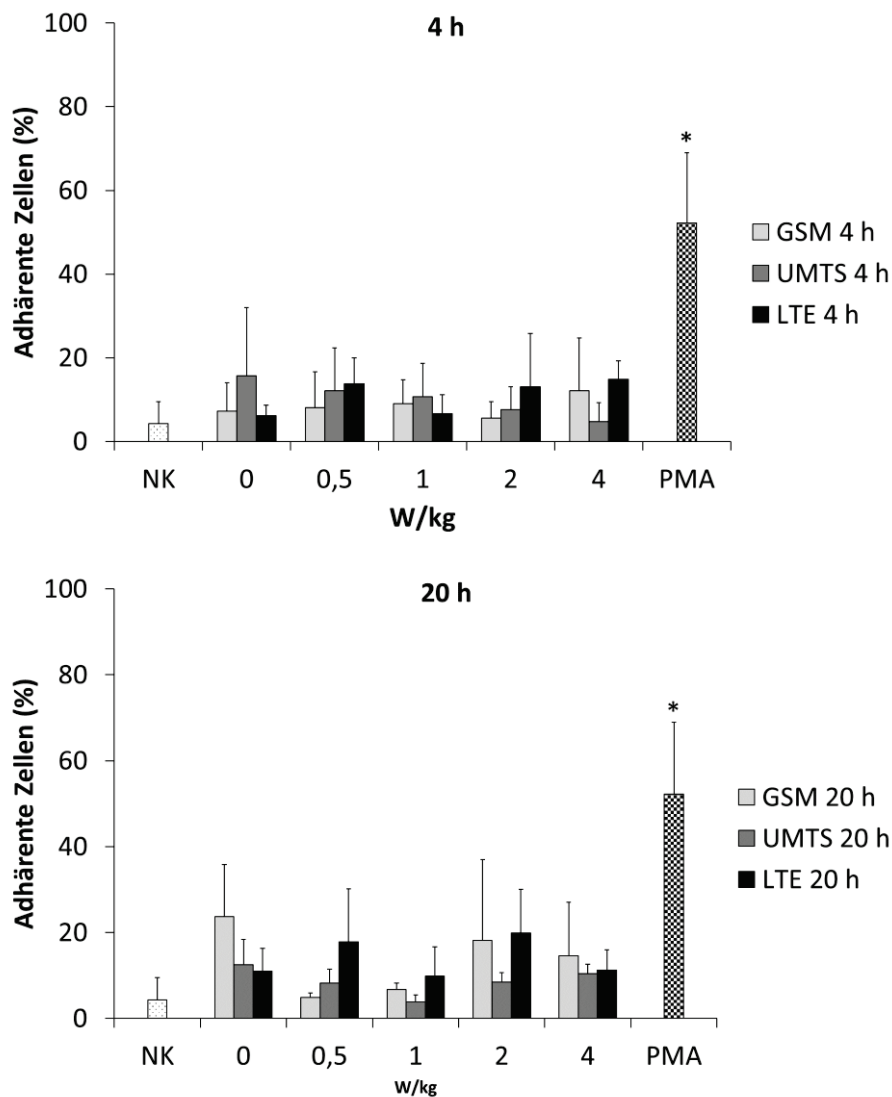 4 h
100
80
60
40
20
0
Adhärente Zellen (%)
*
GSM 4 h
UMTS 4 h
LTE 4 h
NK 0 0,5 1 2 4 PMA
W/kg
20 h
100
80
60
40
20
0
Adhärente Zellen (%)
*
GSM 20 h
UMTS 20 h
LTE 20 h
NK 0 0,5 1 2 4 PMA
W/kg